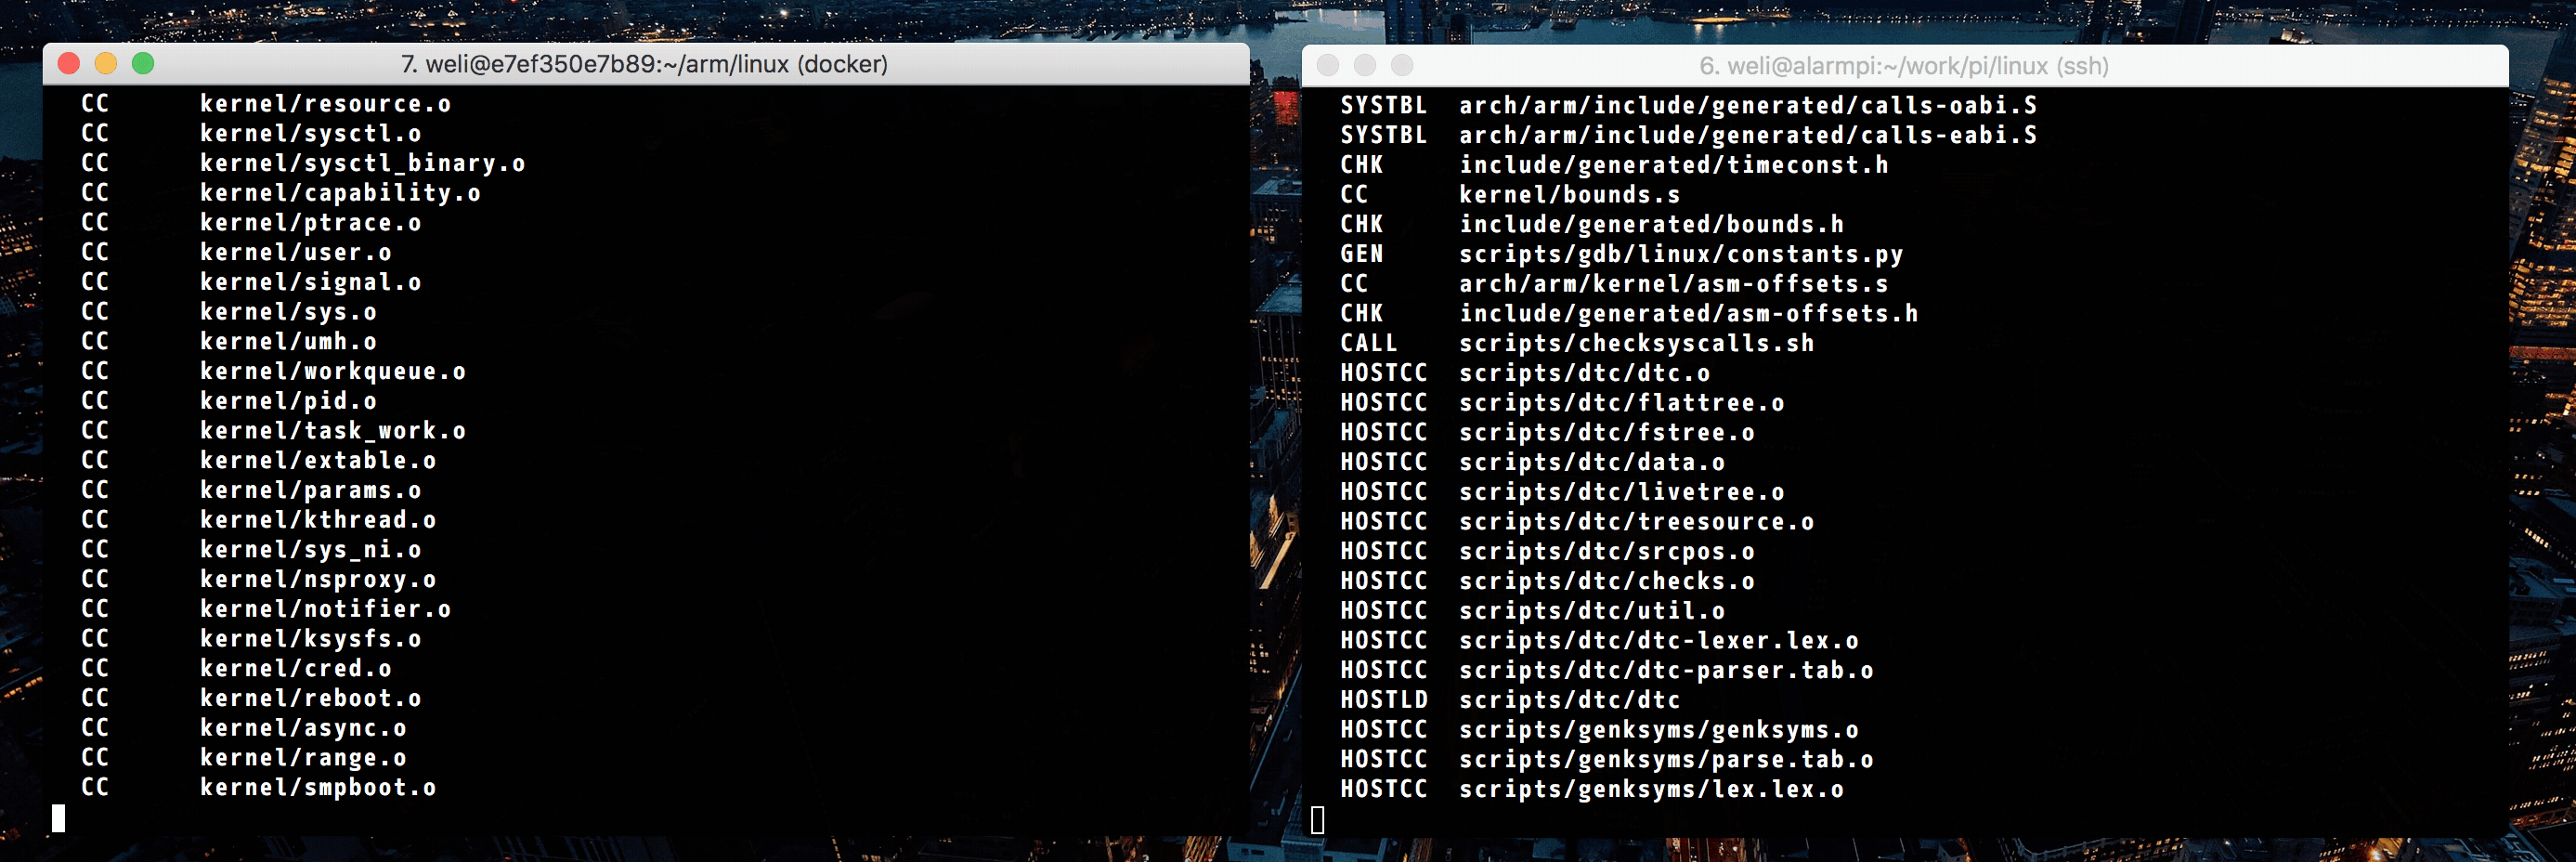 7. weli@e7ef350e7b89:~/arm/linux (docker)
CC kernel/resource.o
CC kernel/sysctl.o
CC kernel/sysctl_binary.o
CC kernel/capability.o
CC kernel/ptrace.o
CC kernel/user.o
CC kernel/signal.o
CC kernel/sys.o
CC kernel/umh.o
CC kernel/workqueue.o
CC kernel/pid.o
CC kernel/task_work.o
CC kernel/extable.o
CC kernel/params.o
CC kernel/kthread.o
CC kernel/sys_ni.o
CC kernel/nsproxy.o
CC kernel/notifier.o
CC kernel/ksysfs.o
CC kernel/cred.o
CC kernel/reboot.o
CC kernel/async.o
CC kernel/range.o
CC kernel/smpboot.o
6. weli@alarmpi:~/work/pi/linux (ssh)
SYSTBL arch/arm/include/generated/calls-oabi.S
SYSTBL arch/arm/include/generated/calls-eabi.S
CHK include/generated/timeconst.h
CC kernel/bounds.s
CHK include/generated/bounds.h
GEN scripts/gdb/linux/constants.py
CC arch/arm/kernel/asm-offsets.s
CHK include/generated/asm-offsets.h
CALL scripts/checksyscalls.sh
HOSTCC scripts/dtc/dtc.o
HOSTCC scripts/dtc/flattree.o
HOSTCC scripts/dtc/fstree.o
HOSTCC scripts/dtc/data.o
HOSTCC scripts/dtc/livetree.o
HOSTCC scripts/dtc/treesource.o
HOSTCC scripts/dtc/srcpos.o
HOSTCC scripts/dtc/checks.o
HOSTCC scripts/dtc/util.o
HOSTCC scripts/dtc/dtc-lexer.lex.o
HOSTCC scripts/dtc/dtc-parser.tab.o
HOSTLD scripts/dtc/dtc
HOSTCC scripts/genksyms/genksyms.o
HOSTCC scripts/genksyms/parse.tab.o
HOSTCC scripts/genksyms/lex.lex.o